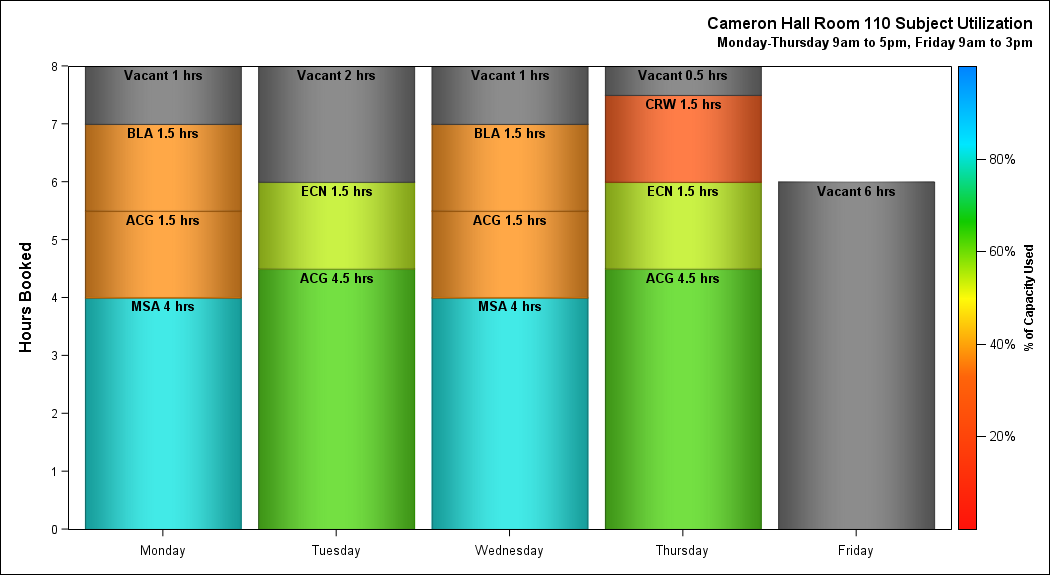 Cameron Hall Room 110 Subject Utilization
Monday-Thursday 9am to 5pm, Friday 9am to 3pm
Hours Booked
8
7
6
5
4
3
2
1
0
Vacant 1 hrs
BLA 1.5 hrs
ACG 1.5 hrs
MSA 4 hrs
Vacant 2 hrs
ECN 1.5 hrs
ACG 4.5 hrs
Vacant 1 hrs
BLA 1.5 hrs
ACG 1.5 hrs
MSA 4 hrs
Vacant 0.5 hrs
CRW 1.5 hrs
ECN 1.5 hrs
ACG 4.5 hrs
Vacant 6 hrs
Monday Tuesday Wednesday Thursday Friday
80%
60%
40%
20%
% of Capacity Used